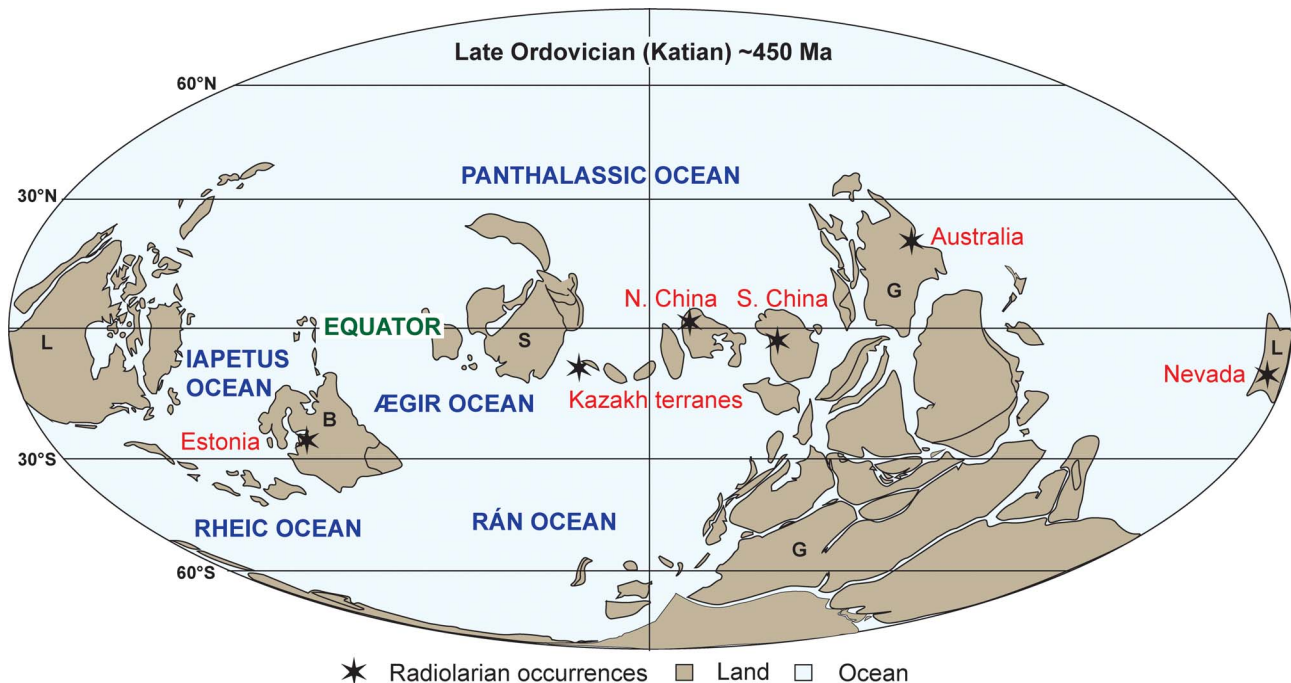 Late Ordovician (Katian) ~450 Ma
60°N
PANTHALASSIC OCEAN
30°N
Australia
N. China
S. China
G
EQUATOR
L
S
L
IAPETUS
OCEAN
Nevada
ÆGIR OCEAN
Kazakh terranes
B
Estonia
30°S
RHEIC OCEAN
RÁN OCEAN
G
60°S
Radiolarian occurrences
Land
Ocean